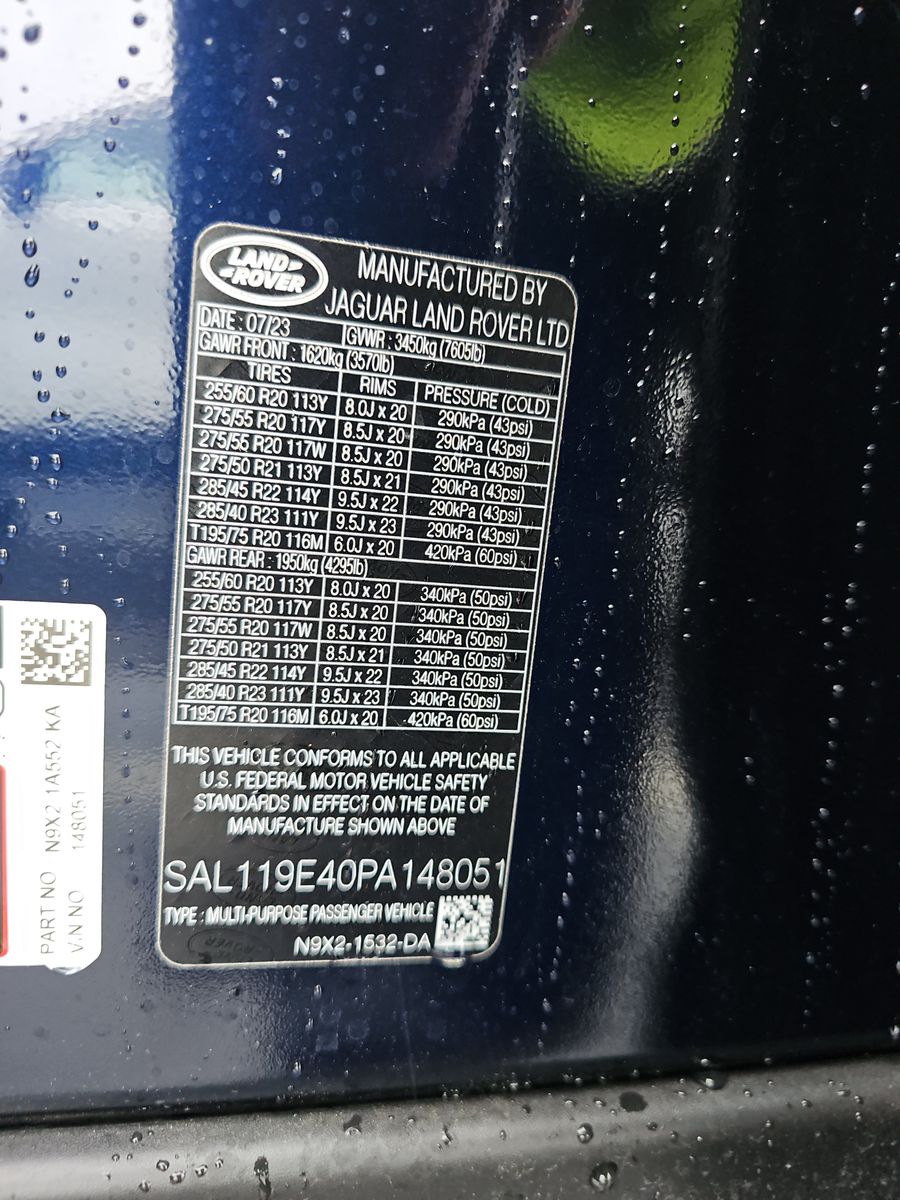 LAND
ROVER
MANUFACTURED BY
JAGUAR LAND ROVER LTD
DATE : 07/23 GVWR : 3450kg (7605lb)
GAWR FRONT : 1620kg (3570lb)
TIRES RIMS PRESSURE (COLD)
255/60 R20 113Y 8.0J x 20 290kPa (43psi)
275/55 R20 117Y 8.5J x 20 290kPa (43psi)
275/55 R20 117W 8.5J x 20 290kPa (43psi)
275/50 R21 113Y 8.5J x 21 290kPa (43psi)
285/45 R22 114Y 9.5J x 22 290kPa (43psi)
285/40 R23 111Y 9.5J x 23 290kPa (43psi)
T195/75 R20 116M 6.0J x 20 420kPa (60psi)
GAWR REAR : 1950kg (4295lb)
255/60 R20 113Y 8.0J x 20 340kPa (50psi)
275/55 R20 117Y 8.5J x 20 340kPa (50psi)
275/55 R20 117W 8.5J x 20 340kPa (50psi)
275/50 R21 113Y 8.5J x 21 340kPa (50psi)
285/45 R22 114Y 9.5J x 22 340kPa (50psi)
285/40 R23 111Y 9.5J x 23 340kPa (50psi)
T195/75 R20 116M 6.0J x 20 420kPa (60psi)
THIS VEHICLE CONFORMS TO ALL APPLICABLE
U.S. FEDERAL MOTOR VEHICLE SAFETY
STANDARDS IN EFFECT ON THE DATE OF
MANUFACTURE SHOWN ABOVE
SAL119E40PA148051
TYPE : MULTI-PURPOSE PASSENGER VEHICLE
N9X2-1532-DA
PART NO N9X2 1A552 KA
V.I.N NO 148051